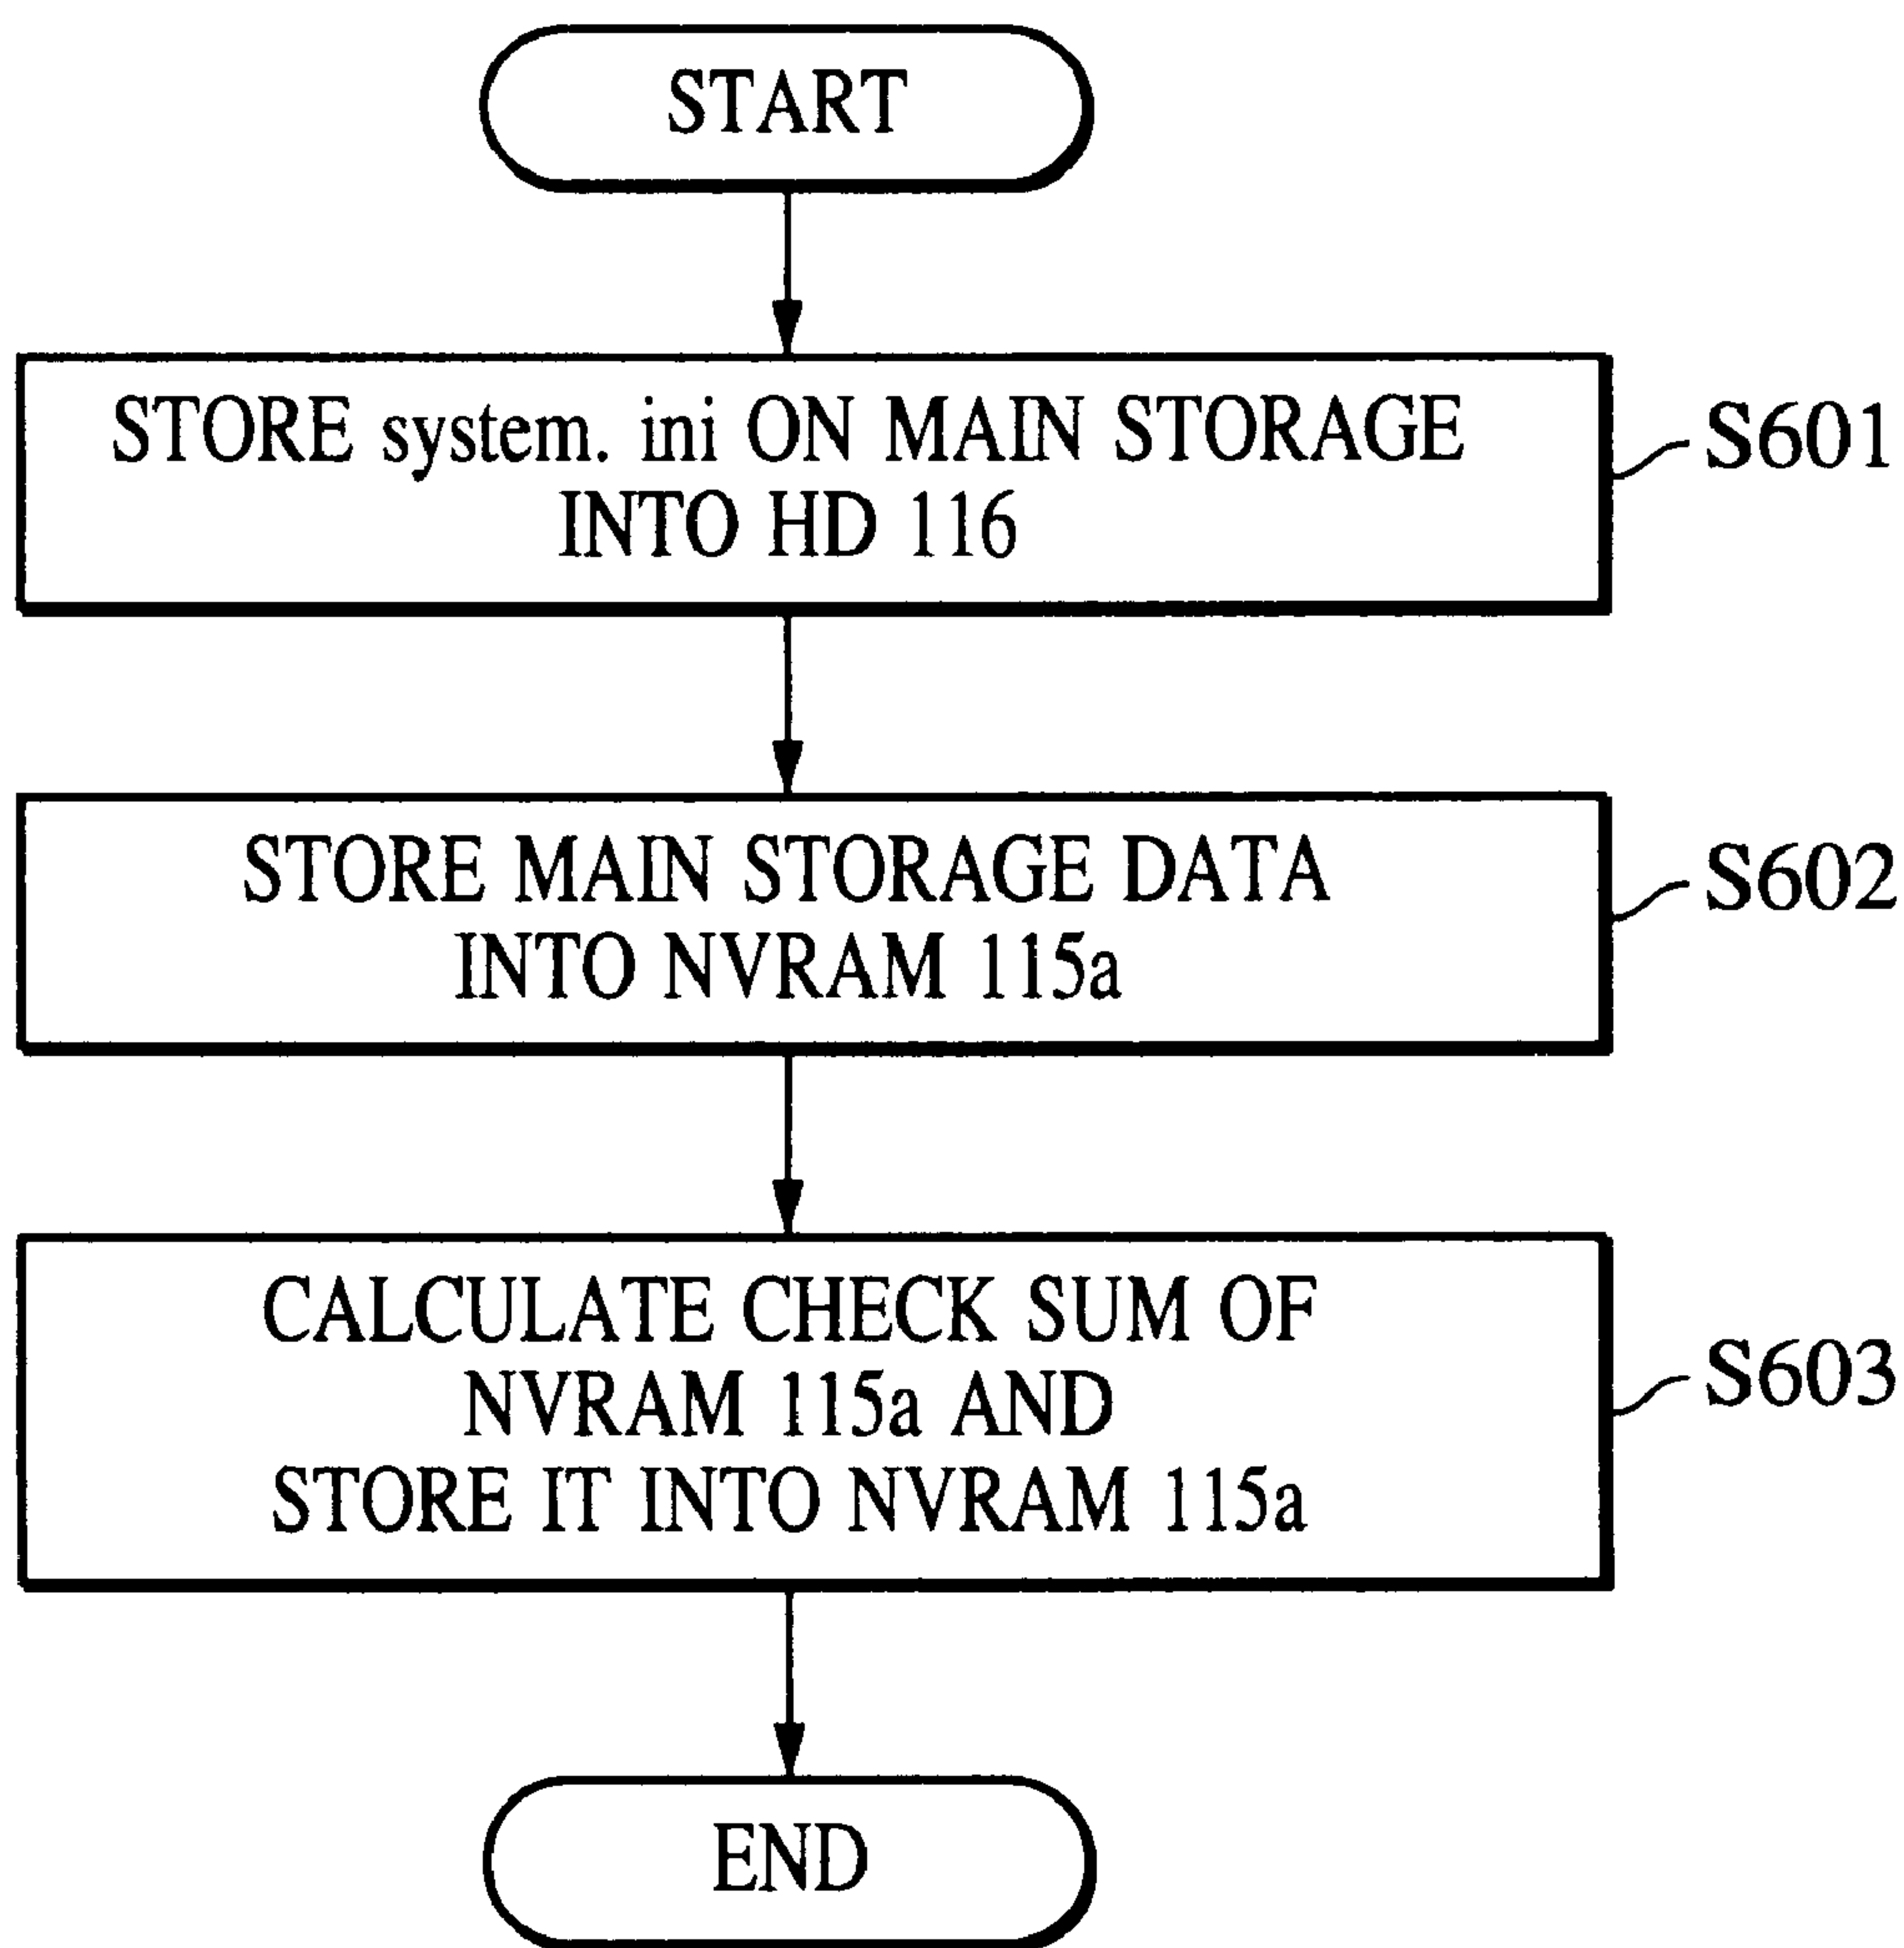 START
STORE system. ini ON MAIN STORAGE
INTO HD 116
S601
STORE MAIN STORAGE DATA
INTO NVRAM 115a
S602
CALCULATE CHECK SUM OF
NVRAM 115a AND
STORE IT INTO NVRAM 115a
S603
END